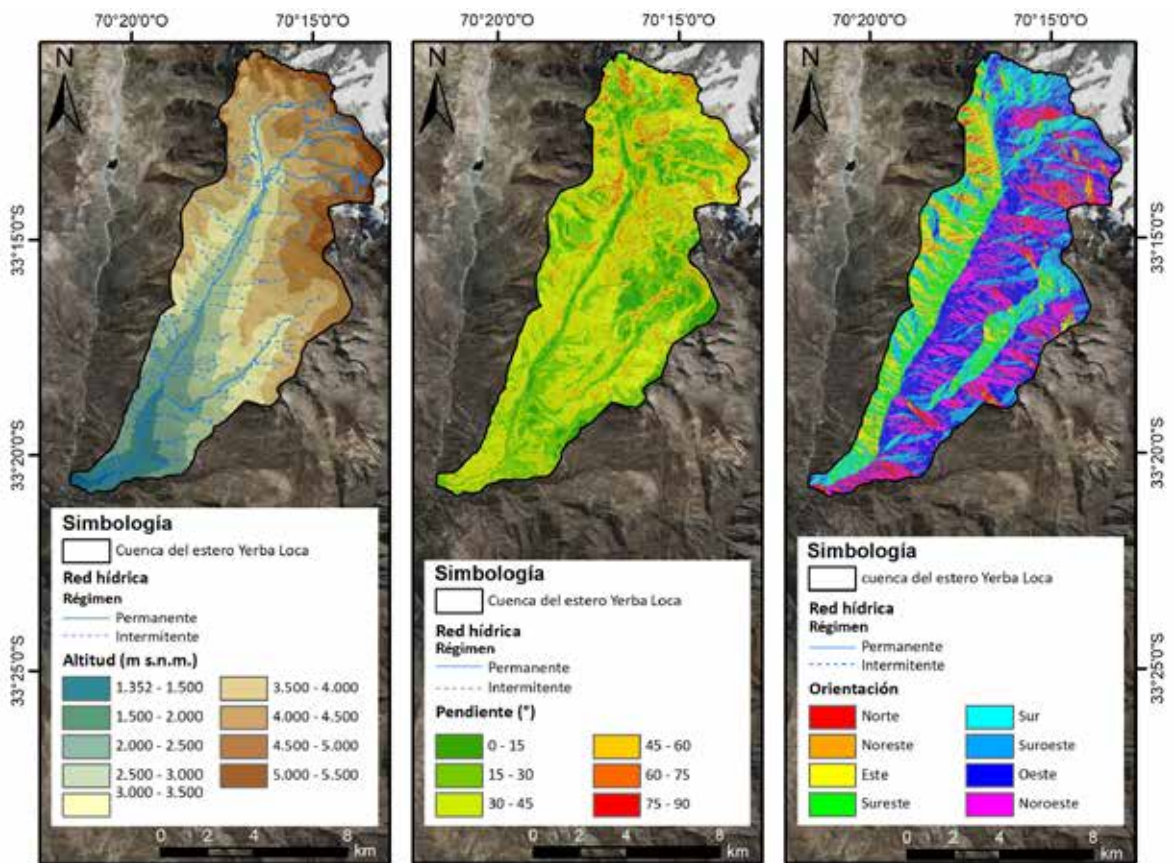 70°20'0"O
70°15'0"O
70°20'0"O
70°15'0"O
70°20'0"O
70°15'0"O
N
N
N
33°15'0"S
33°20'0"S
33°25'0"S
33°15'0"S
33°20'0"S
33°25'0"S
Simbología
Cuenca del estero Yerba Loca
Red hídrica
Régimen
Permanente
Intermitente
Altitud (m s.n.m.)
1.352 - 1.500
1.500 - 2.000
2.000 - 2.500
2.500 - 3.000
3.000 - 3.500
3.500 - 4.000
4.000 - 4.500
4.500 - 5.000
5.000 - 5.500
0 2 4 8
km
Simbología
Cuenca del estero Yerba Loca
Red hídrica
Régimen
Permanente
Intermitente
Pendiente (°)
0 - 15
15 - 30
30 - 45
45 - 60
60 - 75
75 - 90
0 2 4 8
km
Simbología
cuenca del estero Yerba Loca
Red hídrica
Régimen
Permanente
Intermitente
Orientación
Norte
Noreste
Este
Sureste
Sur
Suroeste
Oeste
Noroeste
0 2 4 8
km